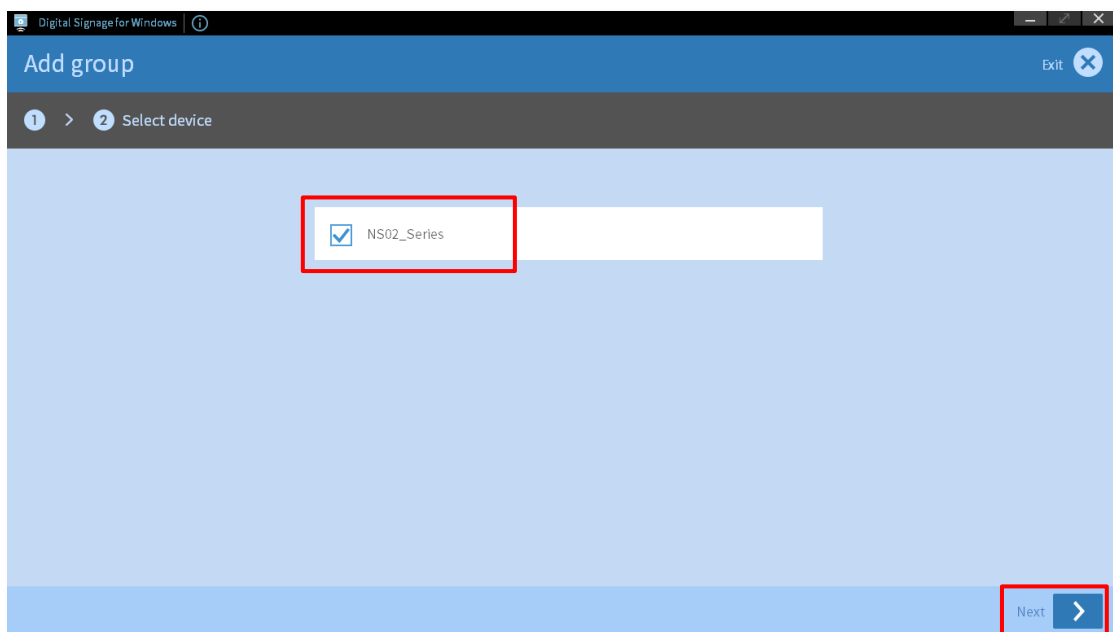 Digital Signage for Windows
Add group
Exit
1 > 2 Select device
NS02_Series
Next